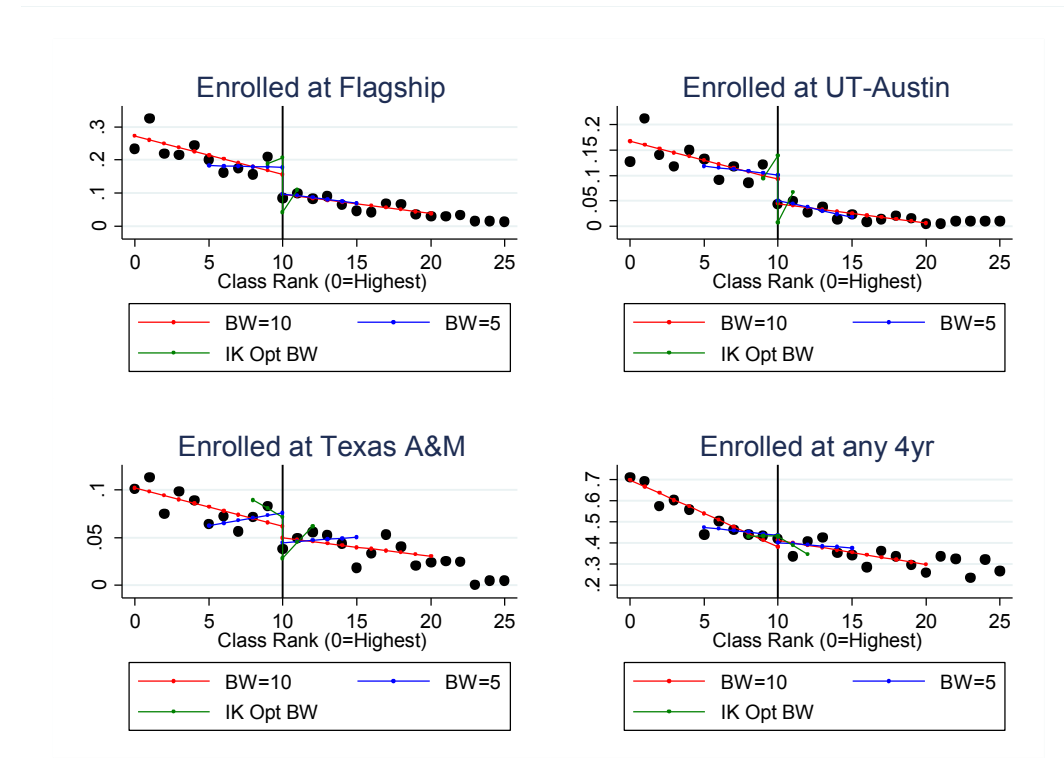 Enrolled at Flagship
0 .1 .2 .3
0 5 10 15 20 25
Class Rank (0=Highest)
BW=10 BW=5
IK Opt BW
Enrolled at UT-Austin
0 .05 .1 .15 .2
0 5 10 15 20 25
Class Rank (0=Highest)
BW=10 BW=5
IK Opt BW
Enrolled at Texas A&M
0 .05 .1
0 5 10 15 20 25
Class Rank (0=Highest)
BW=10 BW=5
IK Opt BW
Enrolled at any 4yr
.2 .3 .4 .5 .6 .7
0 5 10 15 20 25
Class Rank (0=Highest)
BW=10 BW=5
IK Opt BW